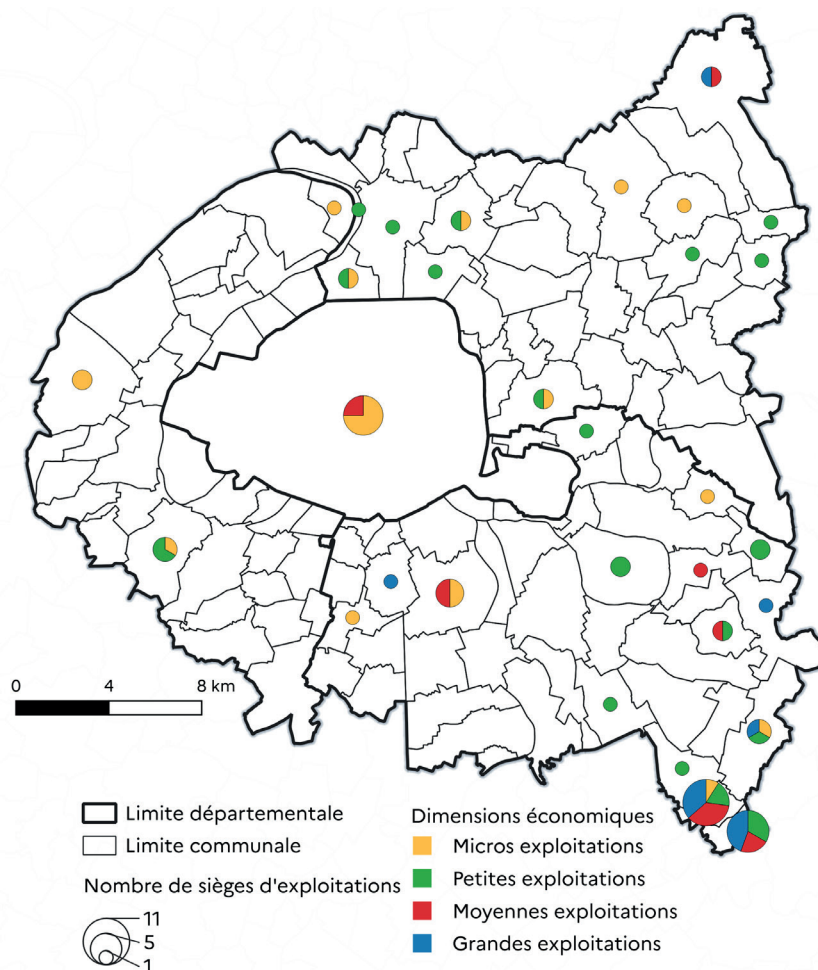 0 4 8 km
Limite départementale
Limite communale
Nombre de sièges d'exploitations
11
5
1
Dimensions économiques
Micros exploitations
Petites exploitations
Moyennes exploitations
Grandes exploitations